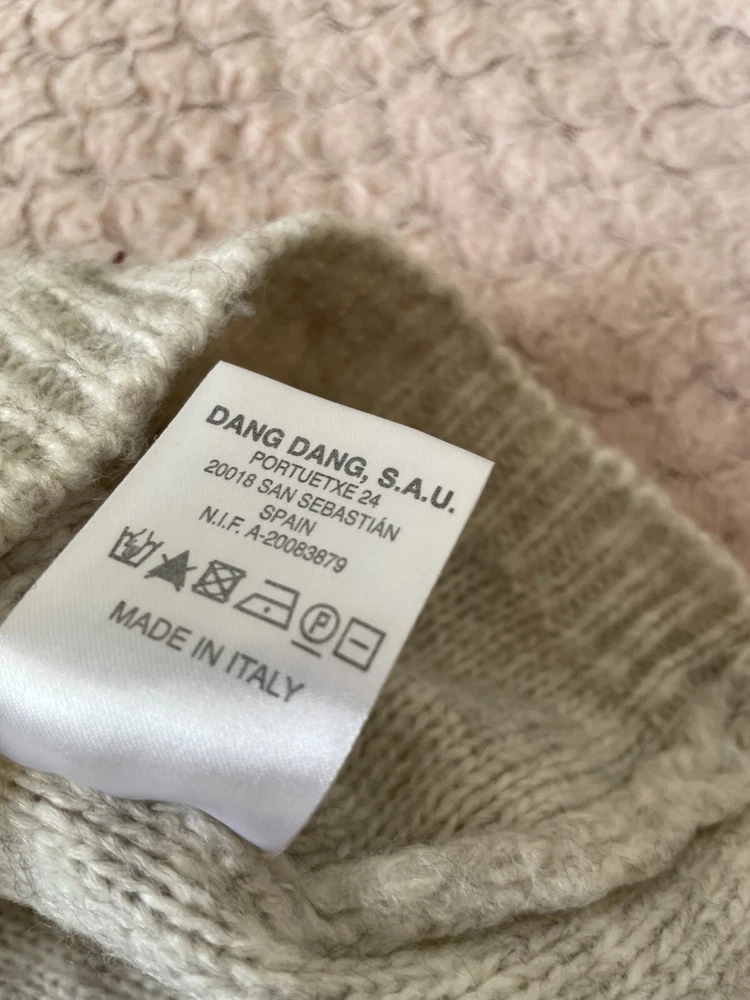 DANG DANG, S.A.U.
PORTUETXE 24
20018 SAN SEBASTIÁN
SPAIN
N.I.F. A-20083879
P
MADE IN ITALY